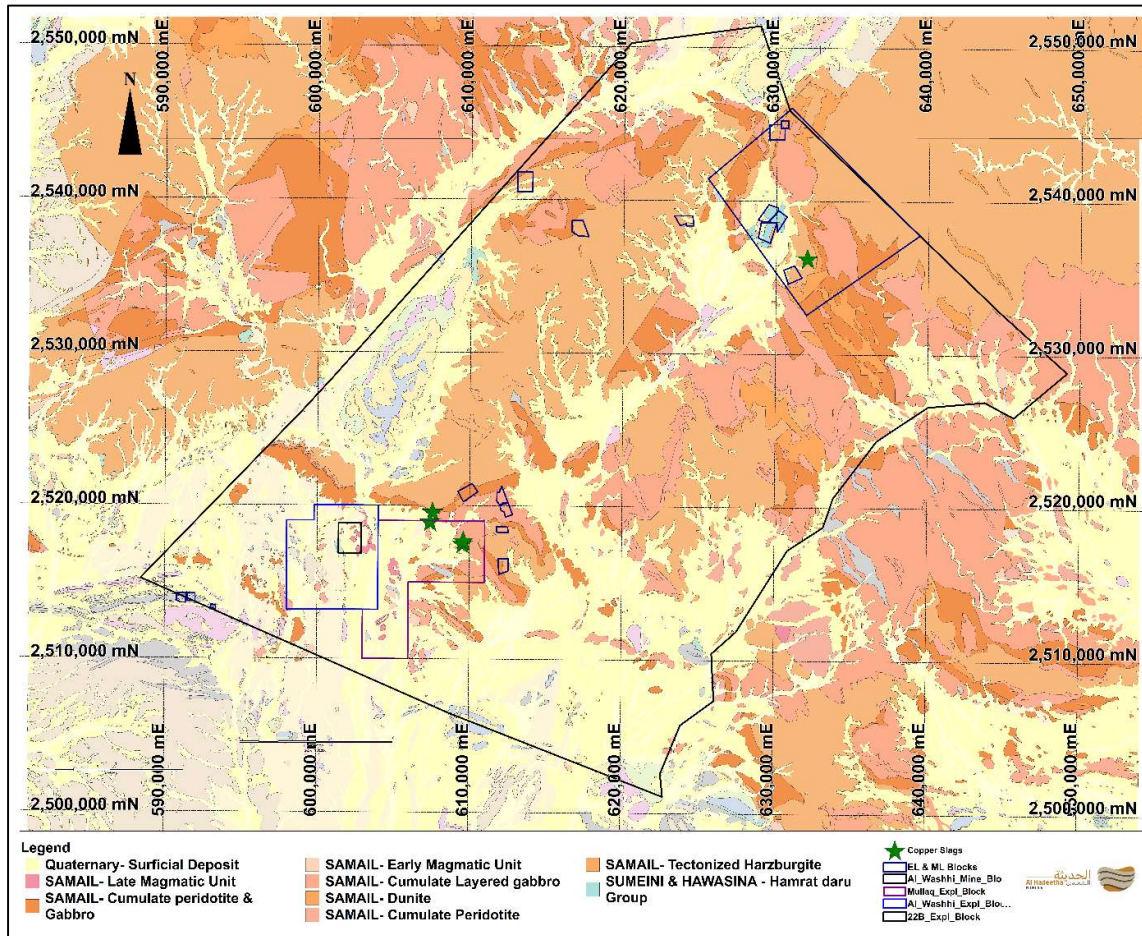 2,550,000 mN
590,000 mE
600,000 mE
610,000 mE
620,000 mE
630,000 mE
640,000 mE
650,000 mE
2,550,000 mN
N
2,540,000 mN
2,540,000 mN
2,530,000 mN
2,530,000 mN
2,520,000 mN
2,520,000 mN
2,510,000 mN
2,510,000 mN
590,000 mE
600,000 mE
610,000 mE
620,000 mE
630,000 mE
640,000 mE
2,500,000 mN
2,500,000 mN
Legend
Quaternary- Surficial Deposit
SAMAIL- Late Magmatic Unit
SAMAIL- Cumulate peridotite &
Gabbro
SAMAIL- Early Magmatic Unit
SAMAIL- Cumulate Layered gabbro
SAMAIL- Dunite
SAMAIL- Cumulate Peridotite
SAMAIL- Tectonized Harzburgite
SUMEINI & HAWASINA - Hamrat daru
Group
Copper Slags
EL & ML Blocks
Al_Washhi_Mine_Blo
Mullaq_Expl_Block
Al_Washhi_Expl_Bloc...
22B_Expl_Block
الحديثة
Al Hadeetha